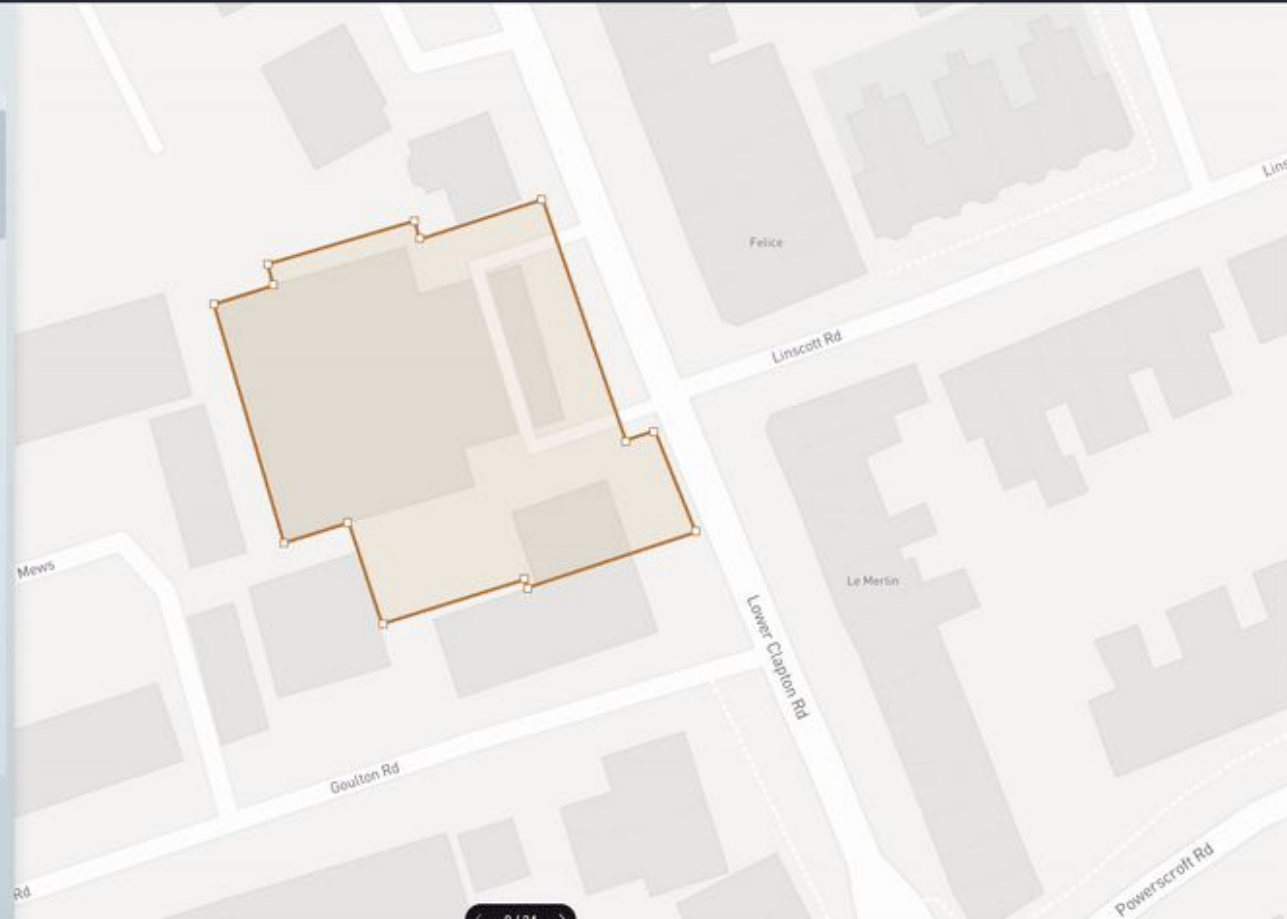 Felice
Lins
Linscott Rd
Mews
Le Merlin
Lower Clapton Rd
Goulton Rd
Powerscroft Rd
Rd